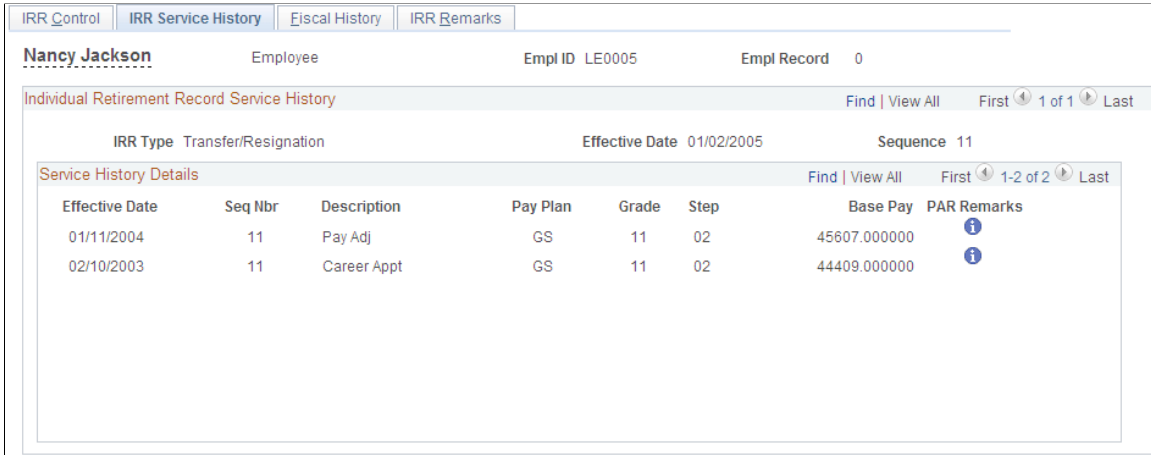 IRR Control IRR Service History Fiscal History IRR Remarks
Nancy Jackson Employee Empl ID LE0005 Empl Record 0
Individual Retirement Record Service History Find | View All First 1 of 1 Last
IRR Type Transfer/Resignation Effective Date 01/02/2005 Sequence 11
Service History Details Find | View All First 1-2 of 2 Last
Effective Date Seq Nbr Description Pay Plan Grade Step Base Pay PAR Remarks
01/11/2004 11 Pay Adj GS 11 02 45607.000000
02/10/2003 11 Career Appt GS 11 02 44409.000000